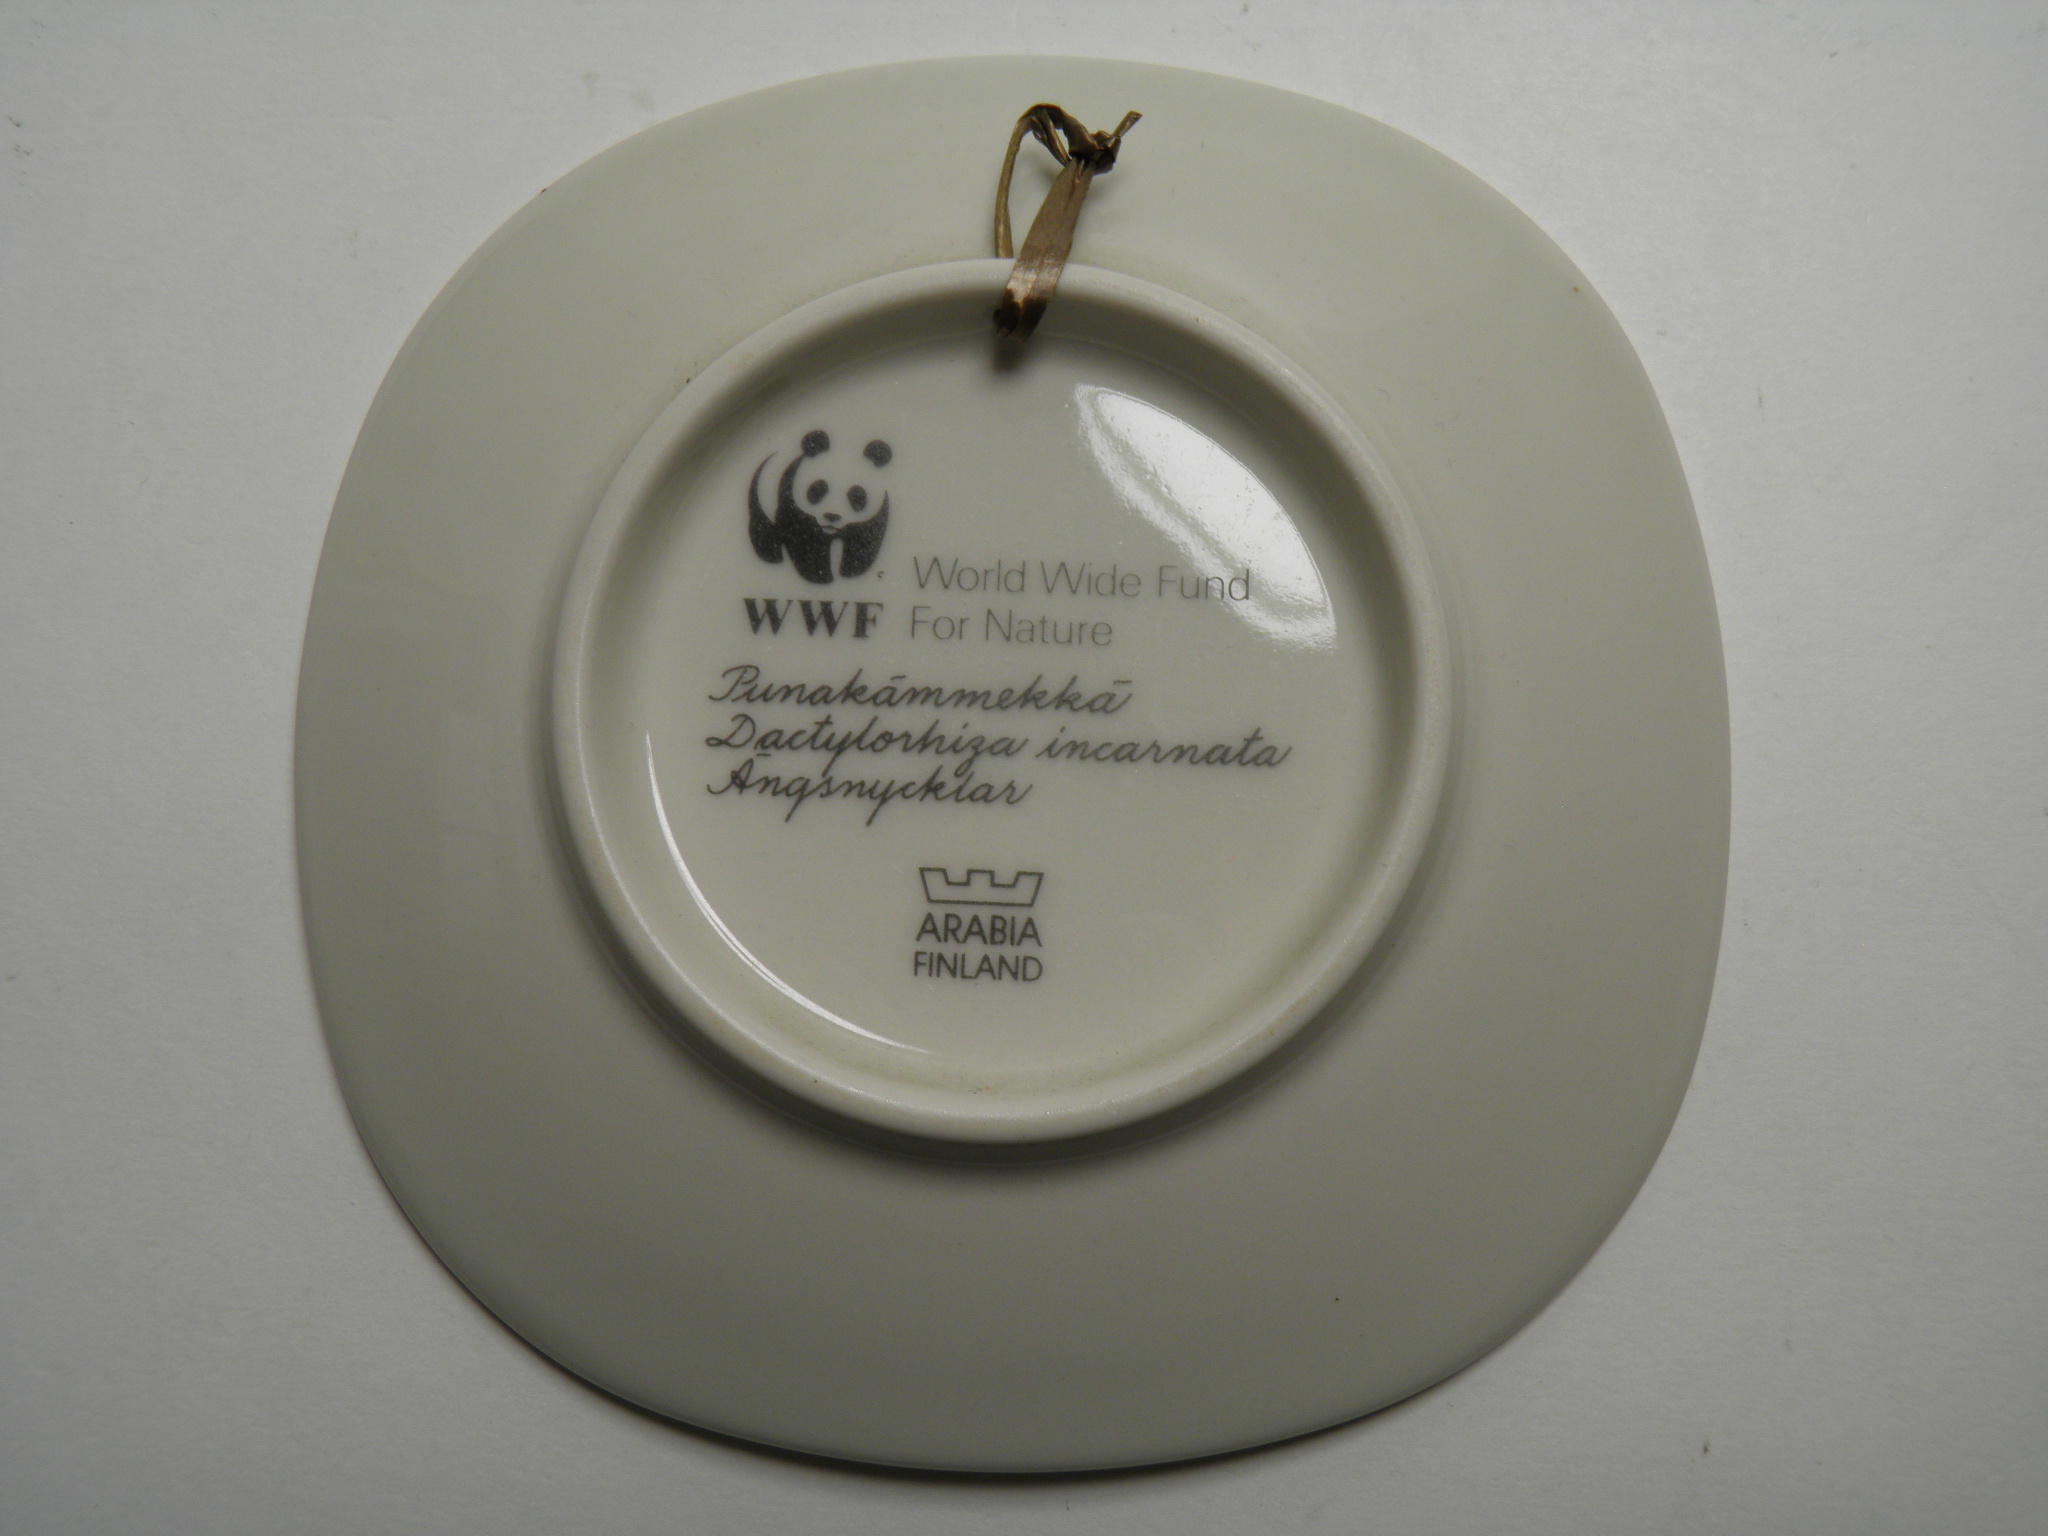 WWF
World Wide Fund
For Nature
Punakämmekkä
Dactylorhiza incarnata
Ängsnycklar
ARABIA
FINLAND